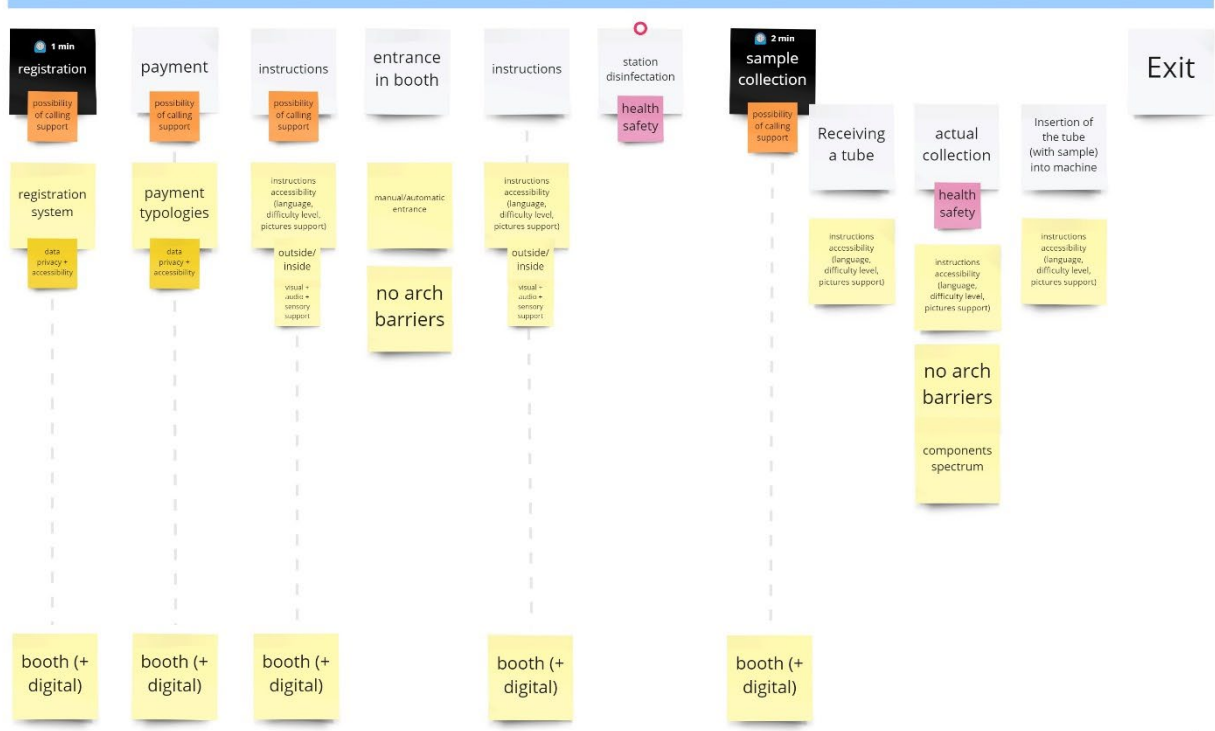 1 min
registration
possibility
of calling
support
registration
system
data
privacy +
accessibility
booth (+
digital)
payment
possibility
of calling
support
payment
typologies
data
privacy +
accessibility
booth (+
digital)
instructions
possibility
of calling
support
instructions
accessibility
(language,
difficulty level,
pictures support)
outside/
inside
visual +
audio +
sensory
support
booth (+
digital)
entrance
in booth
manual/automatic
entrance
no arch
barriers
instructions
instructions
accessibility
(language,
difficulty level,
pictures support)
outside/
inside
visual +
audio +
sensory
support
booth (+
digital)
station
disinfectation
health
safety
2 min
sample
collection
possibility
of calling
support
booth (+
digital)
Receiving
a tube
instructions
accessibility
(language,
difficulty level,
pictures support)
actual
collection
health
safety
instructions
accessibility
(language,
difficulty level,
pictures support)
no arch
barriers
components
spectrum
Insertion of
the tube
(with sample)
into machine
instructions
accessibility
(language,
difficulty level,
pictures support)
Exit